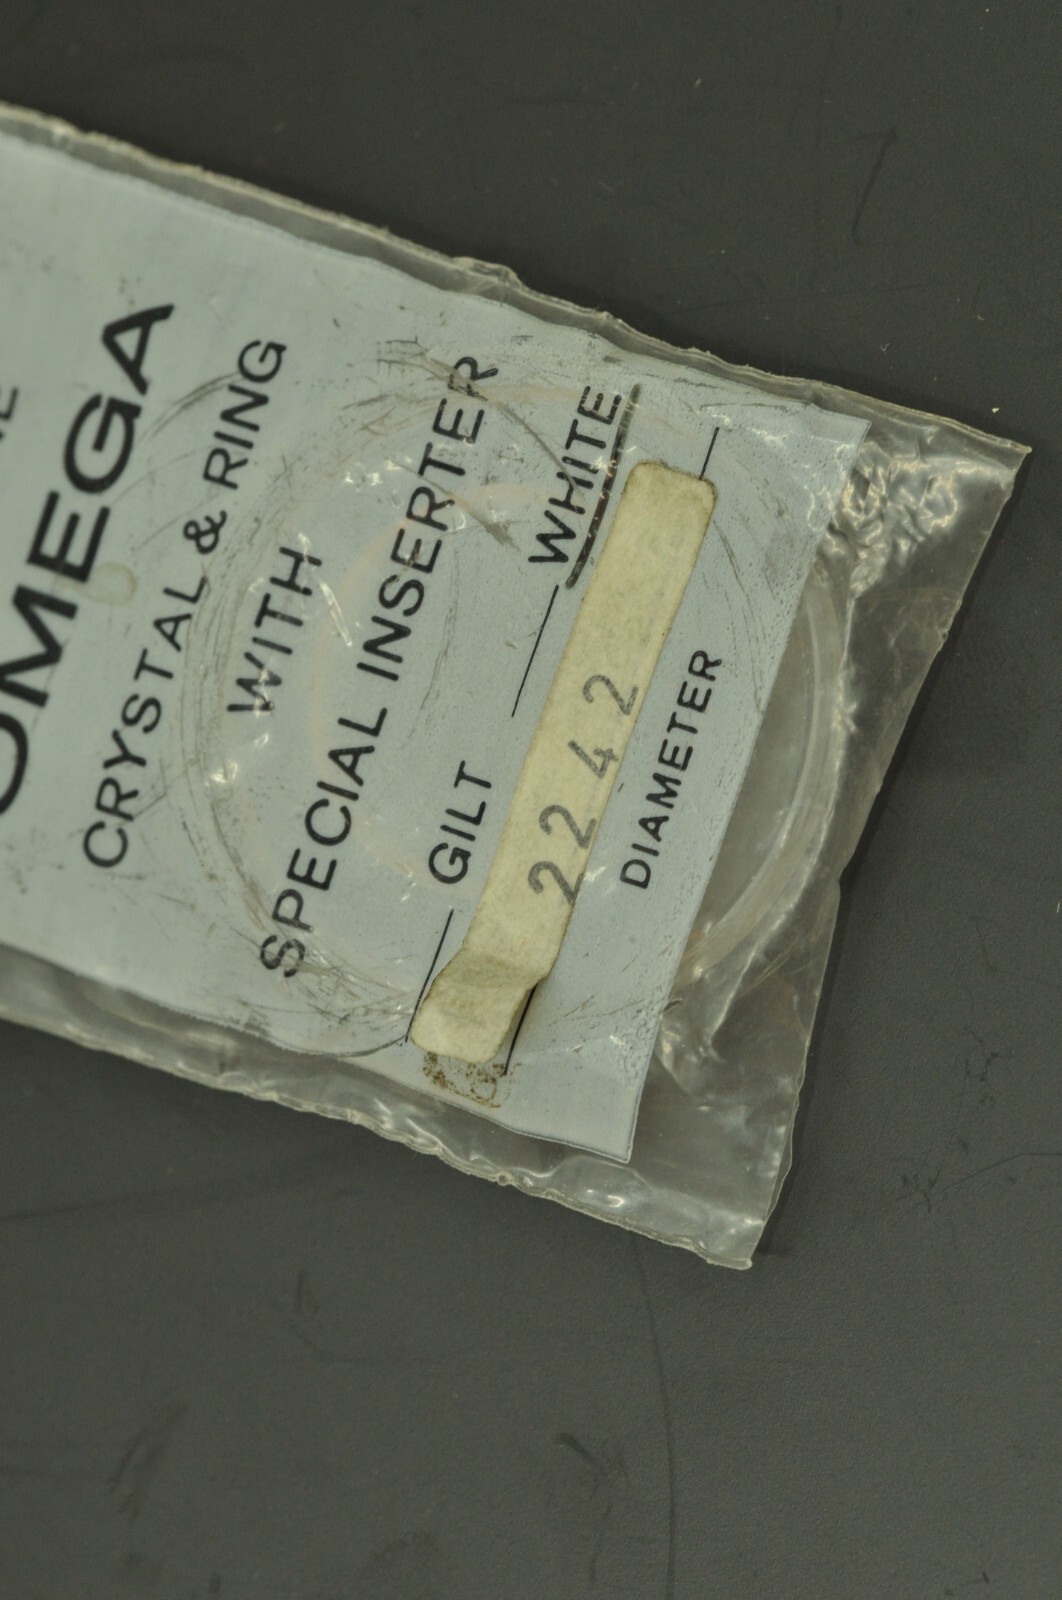 OMEGA
CRYSTAL & RING
WITH
SPECIAL INSERTER
GILT WHITE
2242
DIAMETER